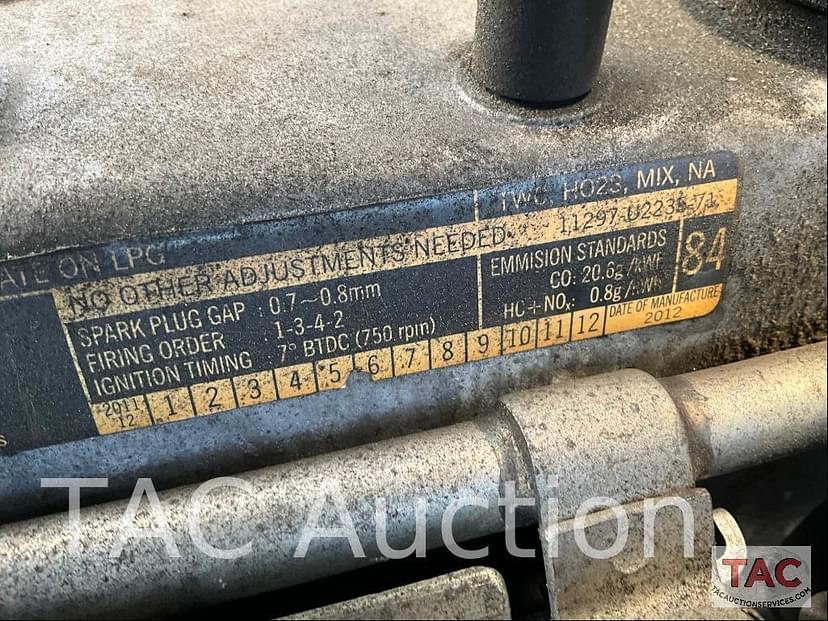 TWC, HO2S, MIX, NA
ATE ON LPG
NO OTHER ADJUSTMENTS NEEDED 11297-U2235-71
SPARK PLUG GAP : 0.7~0.8mm
FIRING ORDER : 1-3-4-2
IGNITION TIMING : 7° BTDC (750 rpm)
EMMISION STANDARDS
CO: 20.6g/kWh
HC+NOx: 0.8g/kWh
84
2011 12 1 2 3 4 5 6 7 8 9 10 11 12 DATE OF MANUFACTURE 2012
TAC Auction
TAC
TACAUCTIONSERVICES.COM